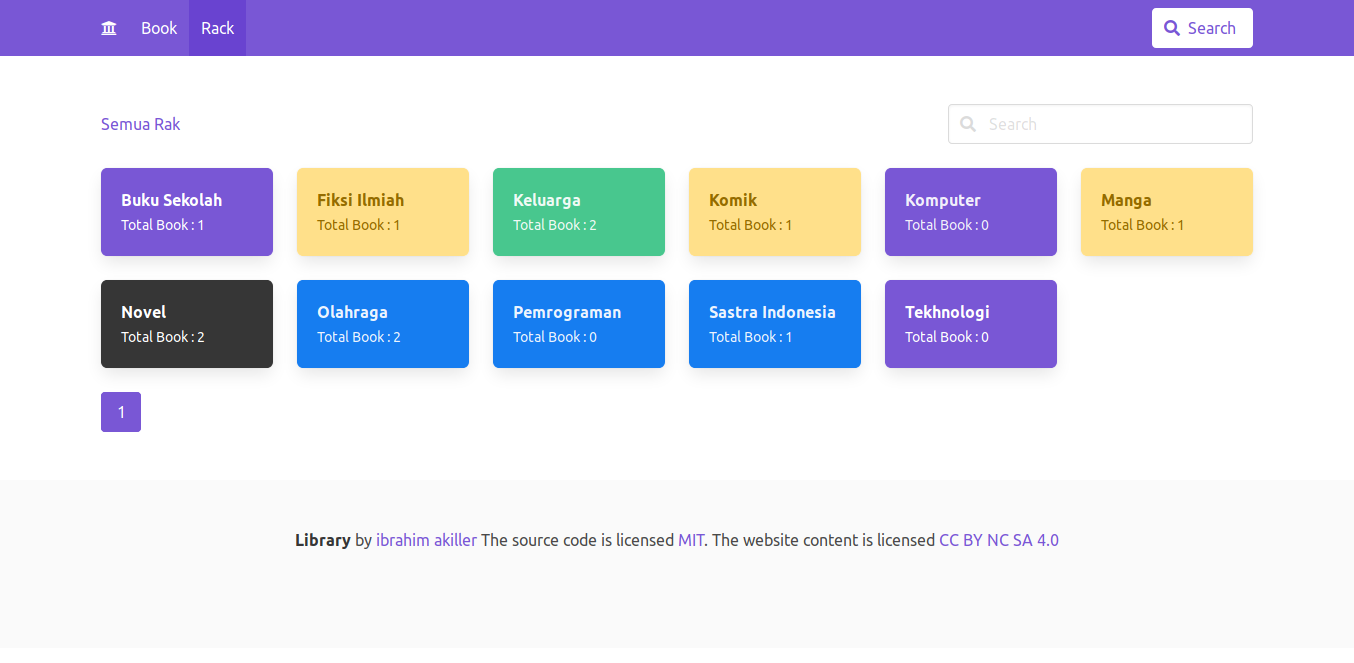 Book Rack Search
Semua Rak Search
Buku Sekolah
Total Book : 1
Fiksi Ilmiah
Total Book : 1
Keluarga
Total Book : 2
Komik
Total Book : 1
Komputer
Total Book : 0
Manga
Total Book : 1
Novel
Total Book : 2
Olahraga
Total Book : 2
Pemrograman
Total Book : 0
Sastra Indonesia
Total Book : 1
Tekhnologi
Total Book : 0
1
Library by ibrahim akiller The source code is licensed MIT. The website content is licensed CC BY NC SA 4.0